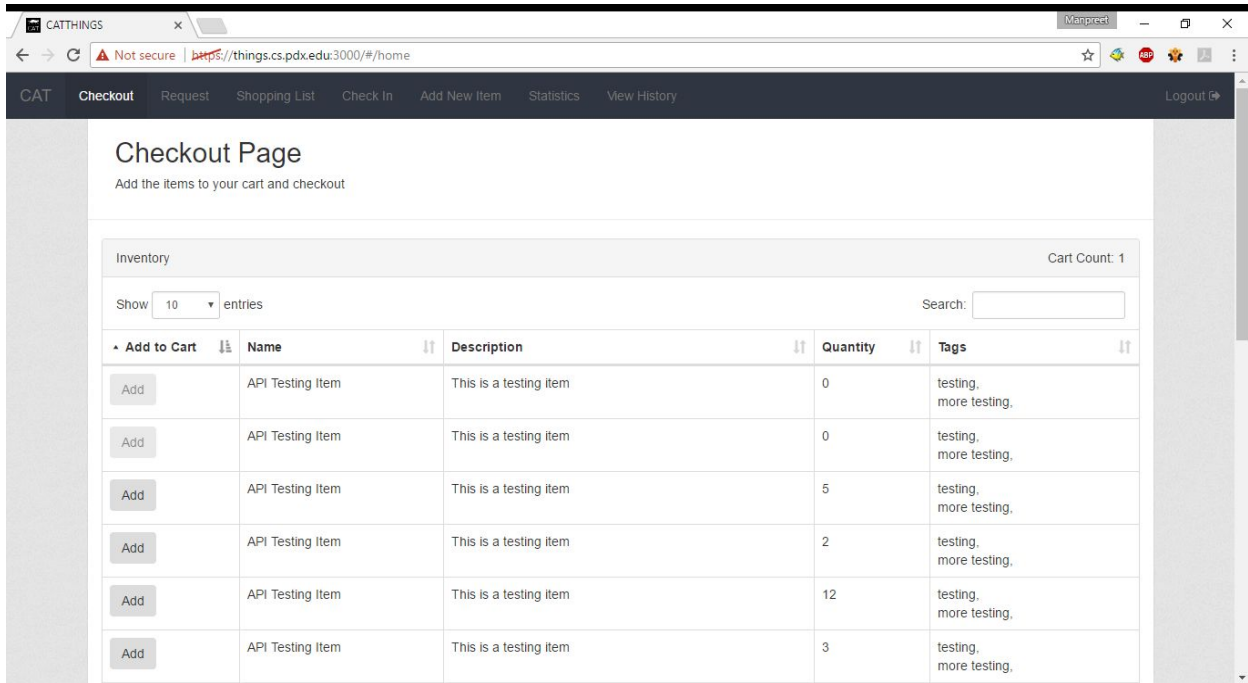 CATTHINGS
Manpreet
Not secure | https://things.cs.pdx.edu:3000/#/home
ABP
CAT Checkout Request Shopping List Check In Add New Item Statistics View History Logout
Checkout Page
Add the items to your cart and checkout
Inventory Cart Count: 1
Show 10 entries Search:
Add to Cart Name Description Quantity Tags
Add API Testing Item This is a testing item 0 testing,
more testing,
Add API Testing Item This is a testing item 0 testing,
more testing,
Add API Testing Item This is a testing item 5 testing,
more testing,
Add API Testing Item This is a testing item 2 testing,
more testing,
Add API Testing Item This is a testing item 12 testing,
more testing,
Add API Testing Item This is a testing item 3 testing,
more testing,